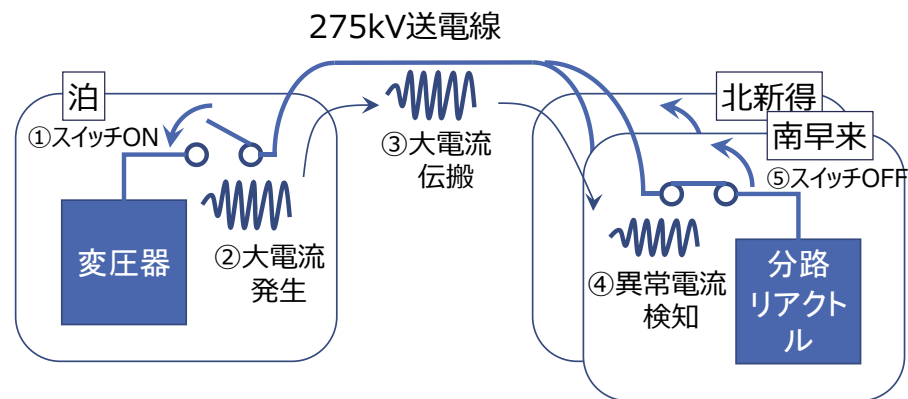 275kV送電線
泊
①スイッチON
変圧器
②大電流
発生
③大電流
伝搬
北新得
南早来
⑤スイッチOFF
④異常電流
検知
分路
リアクト
ル